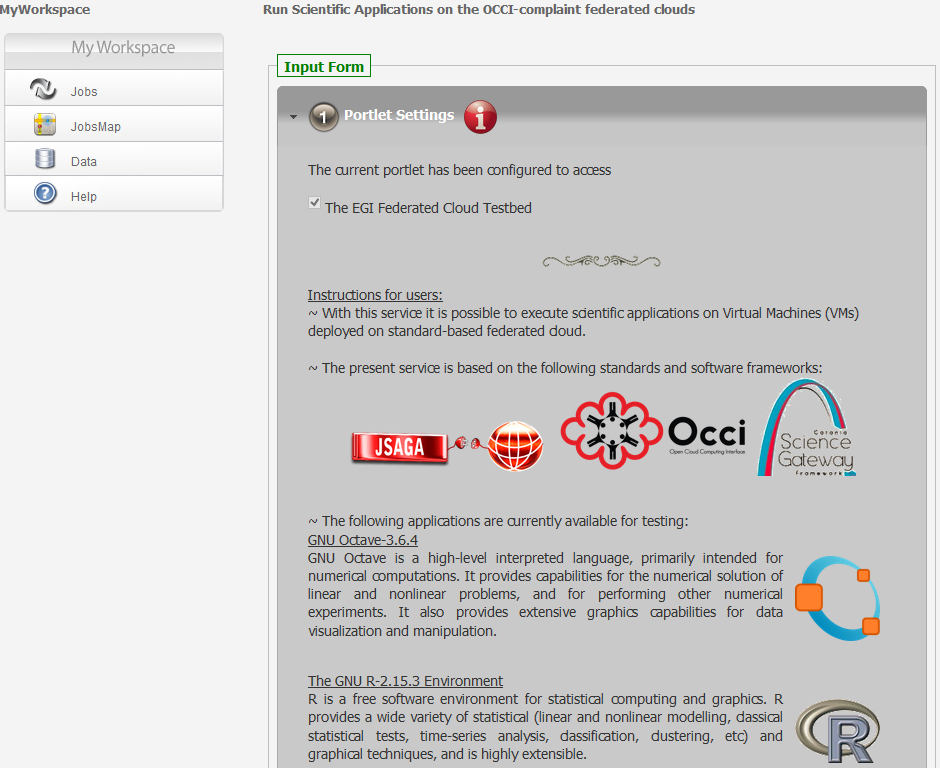 MyWorkspace
Run Scientific Applications on the OCCI-complaint federated clouds
My Workspace
Jobs
JobsMap
Data
Help
Input Form
1 Portlet Settings i
The current portlet has been configured to access
The EGI Federated Cloud Testbed
Instructions for users:
~ With this service it is possible to execute scientific applications on Virtual Machines (VMs)
deployed on standard-based federated cloud.
~ The present service is based on the following standards and software frameworks:
JSAGA
Occi
Open Cloud Computing Interface
Catania
Science
Gateway
Framework
~ The following applications are currently available for testing:
GNU Octave-3.6.4
GNU Octave is a high-level interpreted language, primarily intended for
numerical computations. It provides capabilities for the numerical solution of
linear and nonlinear problems, and for performing other numerical
experiments. It also provides extensive graphics capabilities for data
visualization and manipulation.
The GNU R-2.15.3 Environment
R is a free software environment for statistical computing and graphics. R
provides a wide variety of statistical (linear and nonlinear modelling, classical
statistical tests, time-series analysis, classification, clustering, etc) and
graphical techniques, and is highly extensible.
R